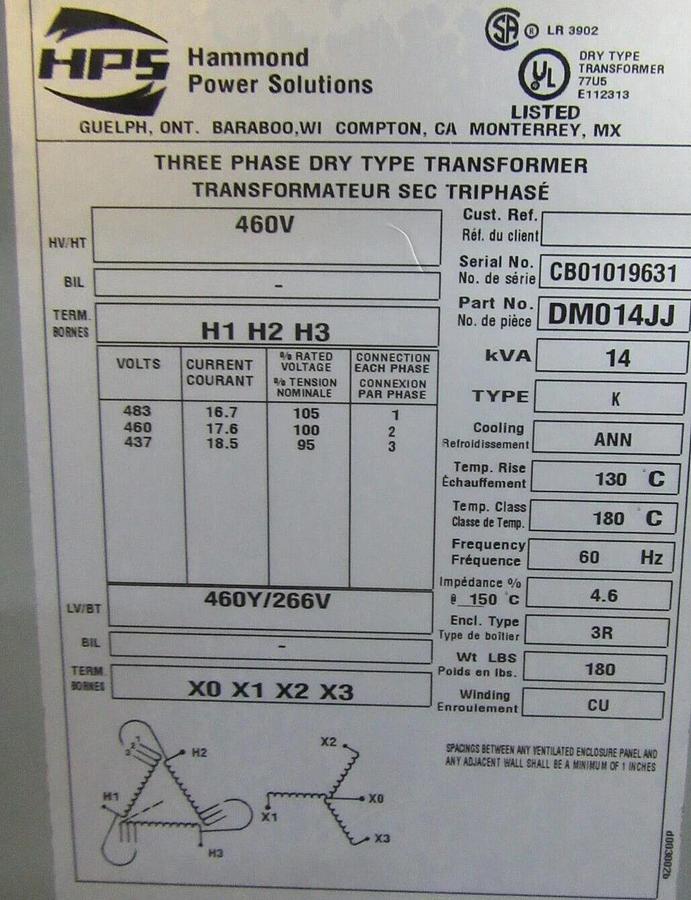 HPS Hammond
Power Solutions
SA ® LR 3902
UL DRY TYPE
TRANSFORMER
77U5
E112313
LISTED
GUELPH, ONT. BARABOO,WI COMPTON, CA MONTERREY, MX
THREE PHASE DRY TYPE TRANSFORMER
TRANSFORMATEUR SEC TRIPHASÉ
HV/HT 460V
BIL -
TERM.
BORNES H1 H2 H3
VOLTS CURRENT
COURANT % RATED
VOLTAGE
% TENSION
NOMINALE CONNECTION
EACH PHASE
CONNEXION
PAR PHASE
483 16.7 105 1
460 17.6 100 2
437 18.5 95 3
LV/BT 460Y/266V
BIL -
TERM.
BORNES X0 X1 X2 X3
Cust. Ref.
Réf. du client
Serial No.
No. de série CB01019631
Part No.
No. de pièce DM014JJ
kVA 14
TYPE K
Cooling
Refroidissement ANN
Temp. Rise
Échauffement 130 °C
Temp. Class
Classe de Temp. 180 °C
Frequency
Fréquence 60 Hz
Impédance %
@ 150 °C 4.6
Encl. Type
Type de boîtier 3R
Wt LBS
Poids en lbs. 180
Winding
Enroulement CU
1
2
3
H2
H1
H3
X2
X0
X1
X3
SPACINGS BETWEEN ANY VENTILATED ENCLOSURE PANEL AND
ANY ADJACENT WALL SHALL BE A MINIMUM OF 1 INCHES
d003002b